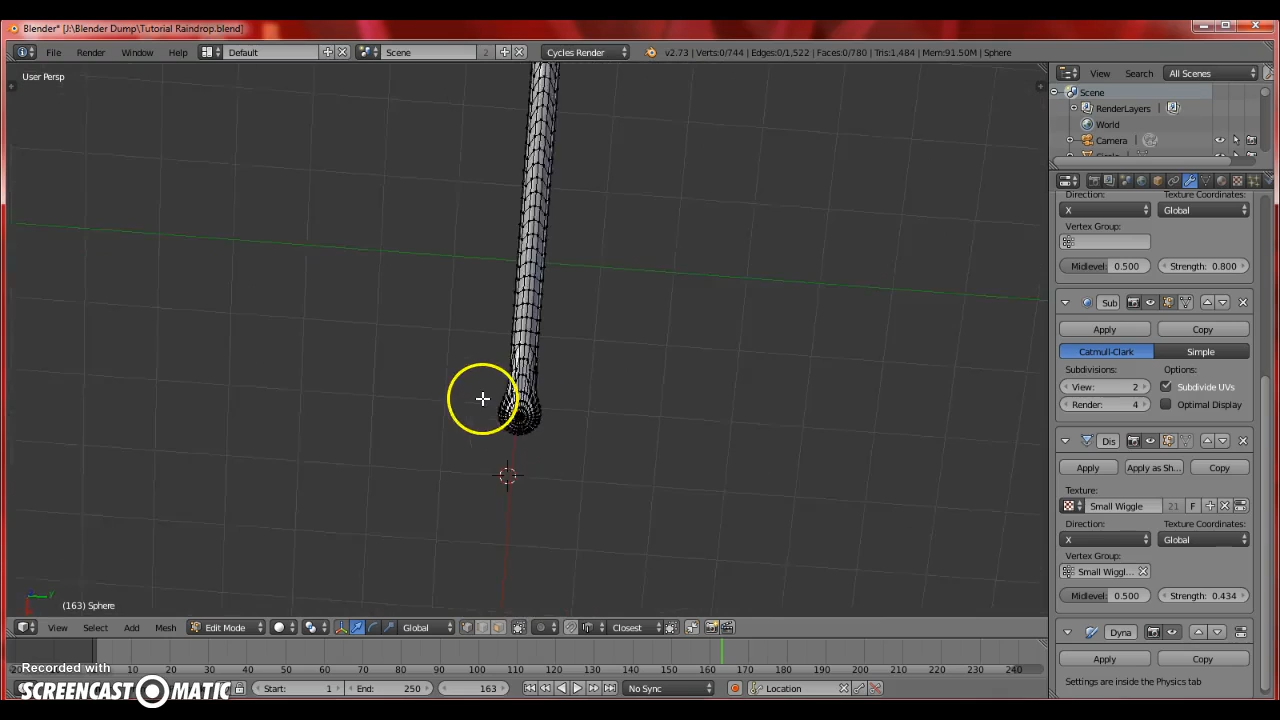 Blender* [J:\Blender Dump\Tutorial Raindrop.blend]
File Render Window Help Default Scene 2 Cycles Render v2.73 | Verts:0/744 | Edges:0/1,522 | Faces:0/780 | Tris:1,484 | Mem:91.50M | Sphere
User Persp
View Search All Scenes
Scene
RenderLayers
World
Camera
Direction: Texture Coordinates:
X Global
Vertex Group:
Midlevel: 0.500 Strength: 0.800
Sub
Apply Copy
Catmull-Clark Simple
Subdivisions: Options:
View: 2 Subdivide UVs
Render: 4 Optimal Display
Dis
Apply Apply as Sh... Copy
Texture:
Small Wiggle 21 F
Direction: Texture Coordinates:
X Global
Vertex Group:
Small Wiggl...
Midlevel: 0.500 Strength: 0.434
Dyna
Apply Copy
Settings are inside the Physics tab
y
(163) Sphere
View Select Add Mesh Edit Mode Global Closest
10 20 30 40 50 60 70 80 90 100 110 120 130 140 150 160 170 180 190 200 210 220 230 240
Start: 1 End: 250 163 No Sync Location
Recorded with
SCREENCAST MATIC